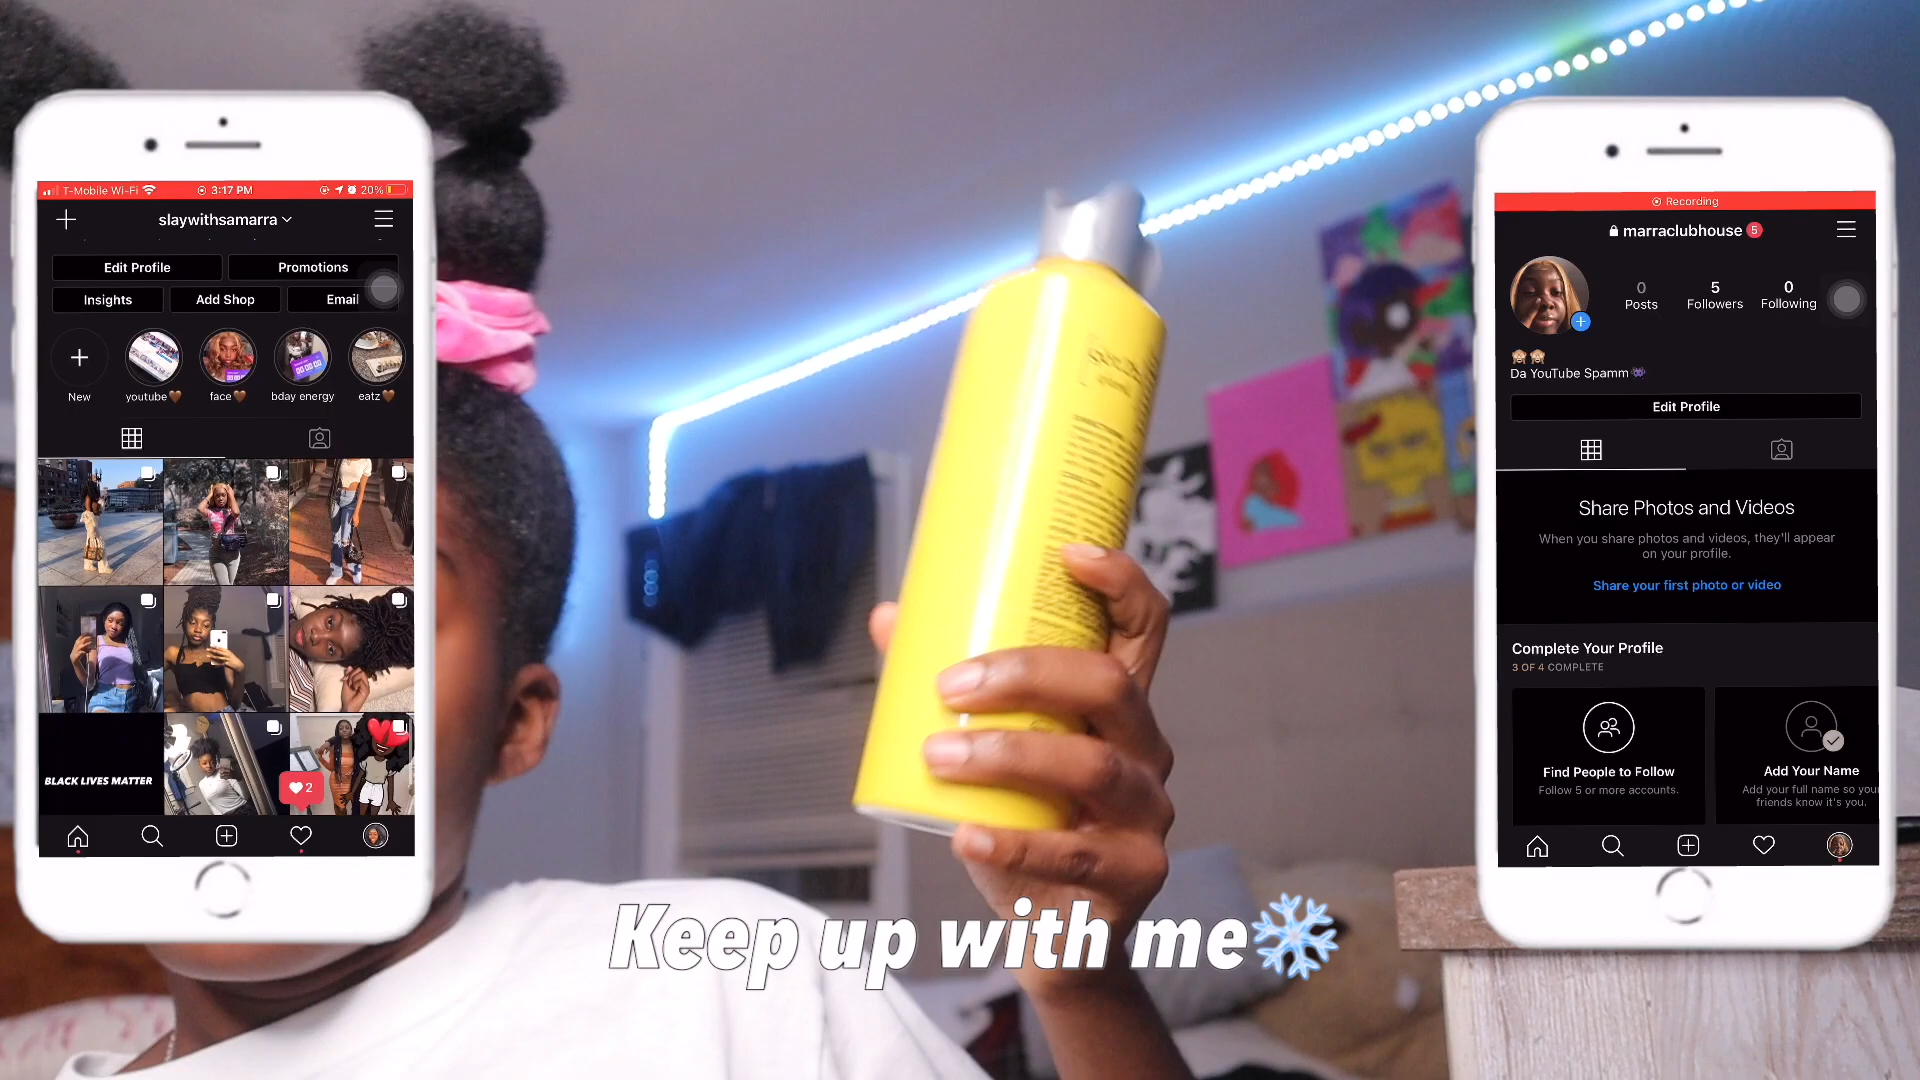 T-Mobile Wi-Fi 3:17 PM 20%
slaywithsamarra
Edit Profile Promotions
Insights Add Shop Email
New youtube🤎 face🤎 bday energy eatz🤎
BLACK LIVES MATTER
2
Recording
marraclubhouse 5
0 5 0
Posts Followers Following
🙈🙈
Da YouTube Spamm👾
Edit Profile
Share Photos and Videos
When you share photos and videos, they'll appear
on your profile.
Share your first photo or video
Complete Your Profile
3 OF 4 COMPLETE
Find People to Follow
Follow 5 or more accounts.
Add Your Name
Add your full name so your
friends know it's you.
Keep up with me❄️